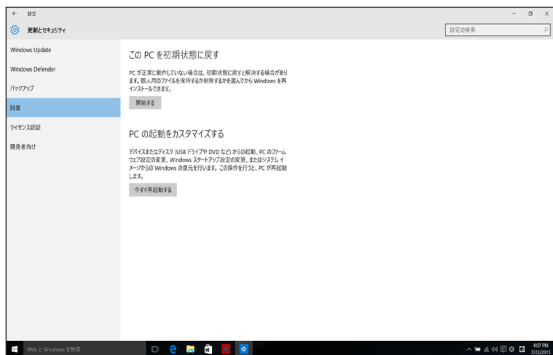 設定
更新とセキュリティ
設定の検索
Windows Update
Windows Defender
バックアップ
回復
ライセンス認証
開発者向け
この PC を初期状態に戻す
PC が正常に動作していない場合は、初期状態に戻すと解決する場合があり
ます。個人用のファイルを保持するか削除するかを選んでから Windows を再
インストールできます。
開始する
PC の起動をカスタマイズする
デバイスまたはディスク (USB ドライブや DVD など) からの起動、PC のファーム
ウェア設定の変更、Windows スタートアップ設定の変更、またはシステム イ
メージからの Windows の復元を行います。この操作を行うと、PC が再起動
します。
今すぐ再起動する
Web と Windows を検索
4:07 PM
7/22/2015